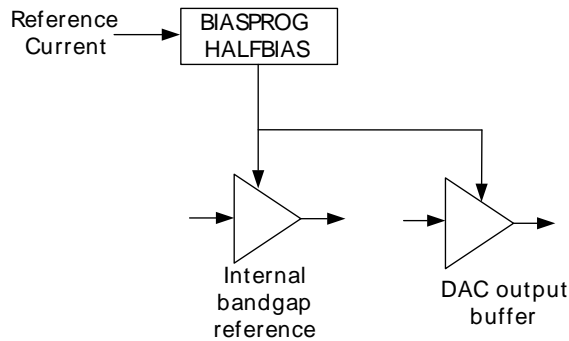 Reference
Current
BIASPROG
HALFBIAS
Internal
bandgap
reference
DAC output
buffer